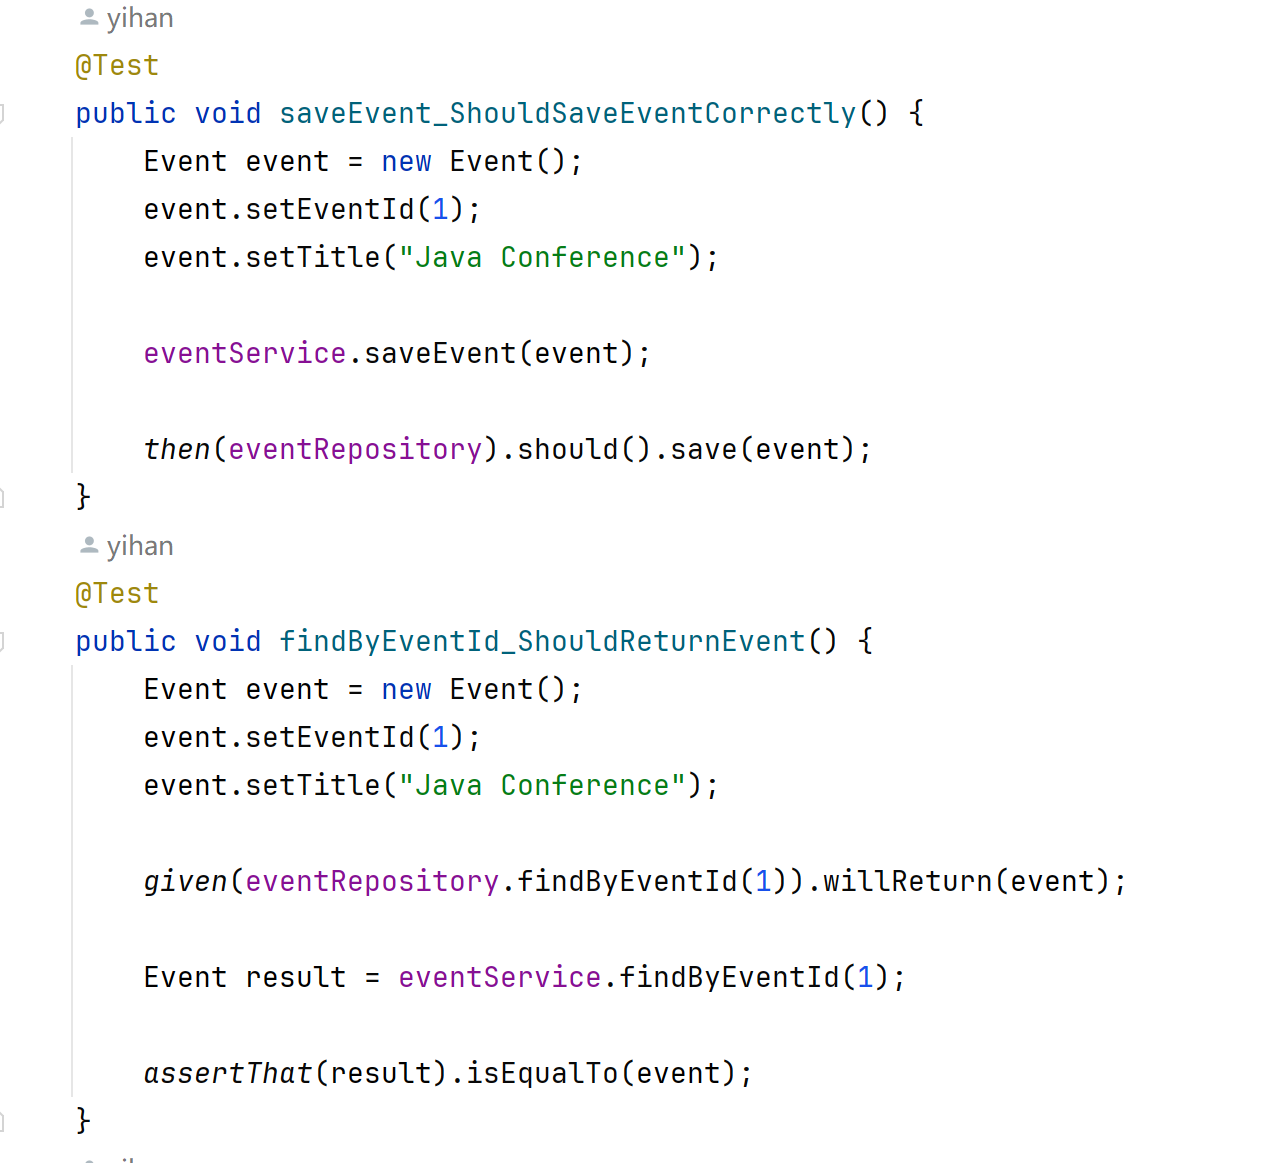 yihan
@Test
public void saveEvent_ShouldSaveEventCorrectly() {
Event event = new Event();
event.setEventId(1);
event.setTitle("Java Conference");
eventService.saveEvent(event);
then(eventRepository).should().save(event);
}
yihan
@Test
public void findByEventId_ShouldReturnEvent() {
Event event = new Event();
event.setEventId(1);
event.setTitle("Java Conference");
given(eventRepository.findByEventId(1)).willReturn(event);
Event result = eventService.findByEventId(1);
assertThat(result).isEqualTo(event);
}